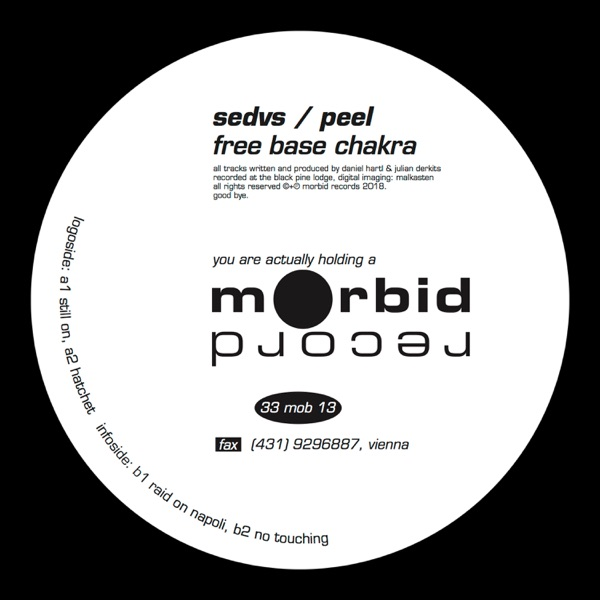 sedvs / peel
free base chakra
all tracks written and produced by daniel hartl & julian derkits
recorded at the black pine lodge, digital imaging: malkasten
all rights reserved ©+℗ morbid records 2018.
good bye.
you are actually holding a
morbid
record
33 mob 13
fax (431) 9296887, vienna
logoside: a1 still on, a2 hatchet infoside: b1 raid on napoli, b2 no touching